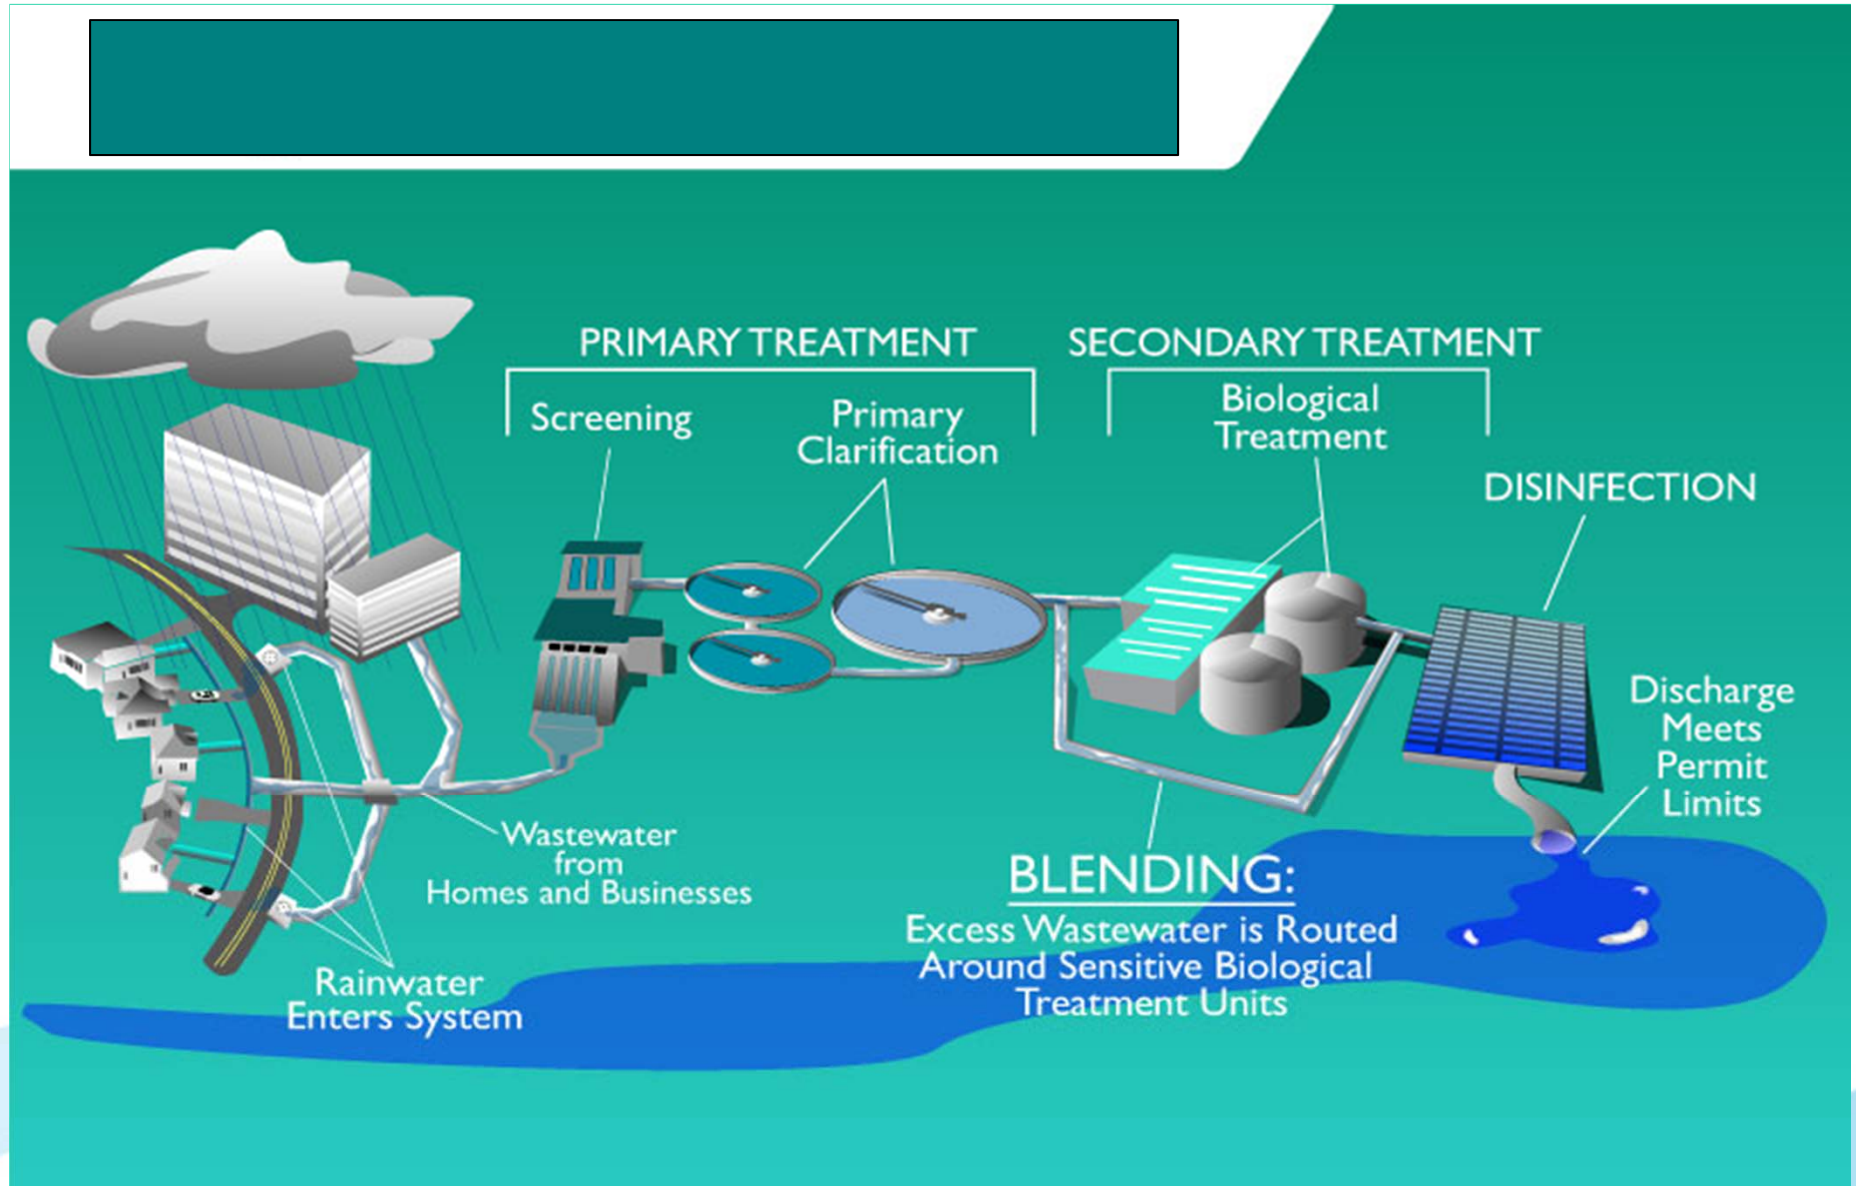 PRIMARY TREATMENT
Screening
Primary
Clarification
SECONDARY TREATMENT
Biological
Treatment
DISINFECTION
Discharge
Meets
Permit
Limits
Wastewater
from
Homes and Businesses
BLENDING:
Excess Wastewater is Routed
Around Sensitive Biological
Treatment Units
Rainwater
Enters System